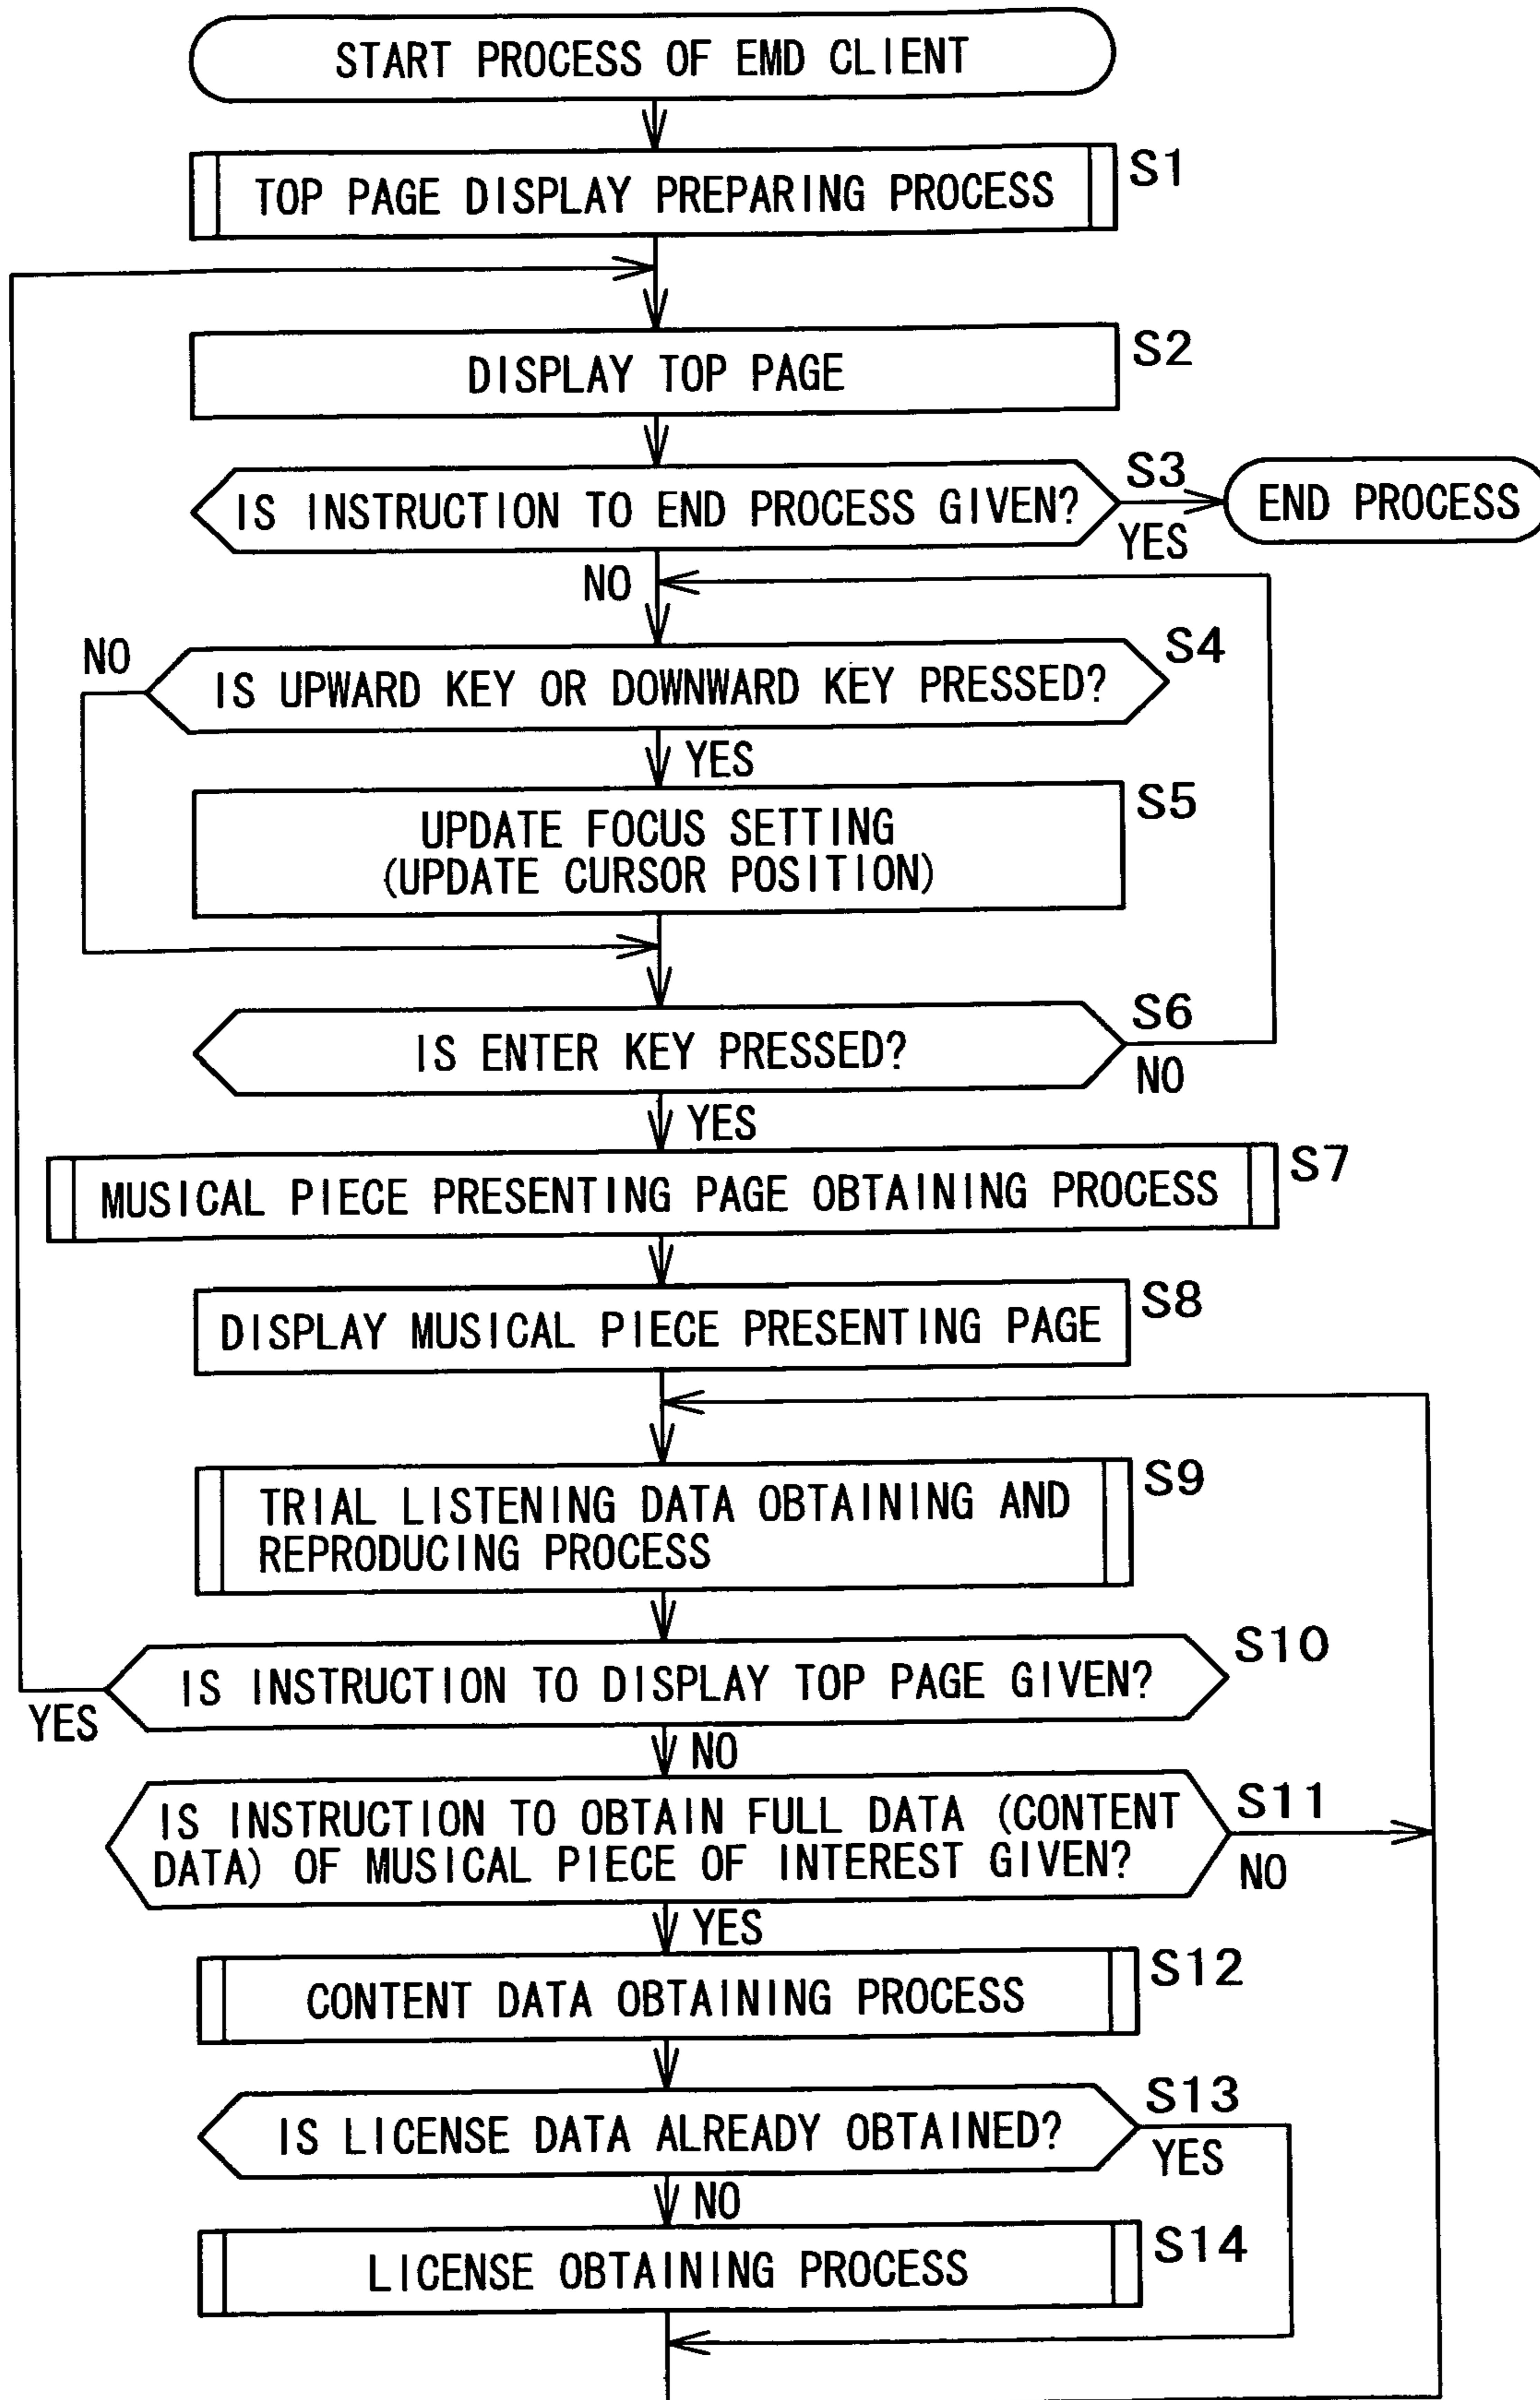 START PROCESS OF EMD CLIENT
TOP PAGE DISPLAY PREPARING PROCESS
S1
DISPLAY TOP PAGE
S2
IS INSTRUCTION TO END PROCESS GIVEN?
S3
YES
END PROCESS
NO
IS UPWARD KEY OR DOWNWARD KEY PRESSED?
S4
NO
YES
UPDATE FOCUS SETTING
(UPDATE CURSOR POSITION)
S5
IS ENTER KEY PRESSED?
S6
NO
YES
MUSICAL PIECE PRESENTING PAGE OBTAINING PROCESS
S7
DISPLAY MUSICAL PIECE PRESENTING PAGE
S8
TRIAL LISTENING DATA OBTAINING AND
REPRODUCING PROCESS
S9
IS INSTRUCTION TO DISPLAY TOP PAGE GIVEN?
S10
YES
NO
IS INSTRUCTION TO OBTAIN FULL DATA (CONTENT
DATA) OF MUSICAL PIECE OF INTEREST GIVEN?
S11
NO
YES
CONTENT DATA OBTAINING PROCESS
S12
IS LICENSE DATA ALREADY OBTAINED?
S13
YES
NO
LICENSE OBTAINING PROCESS
S14